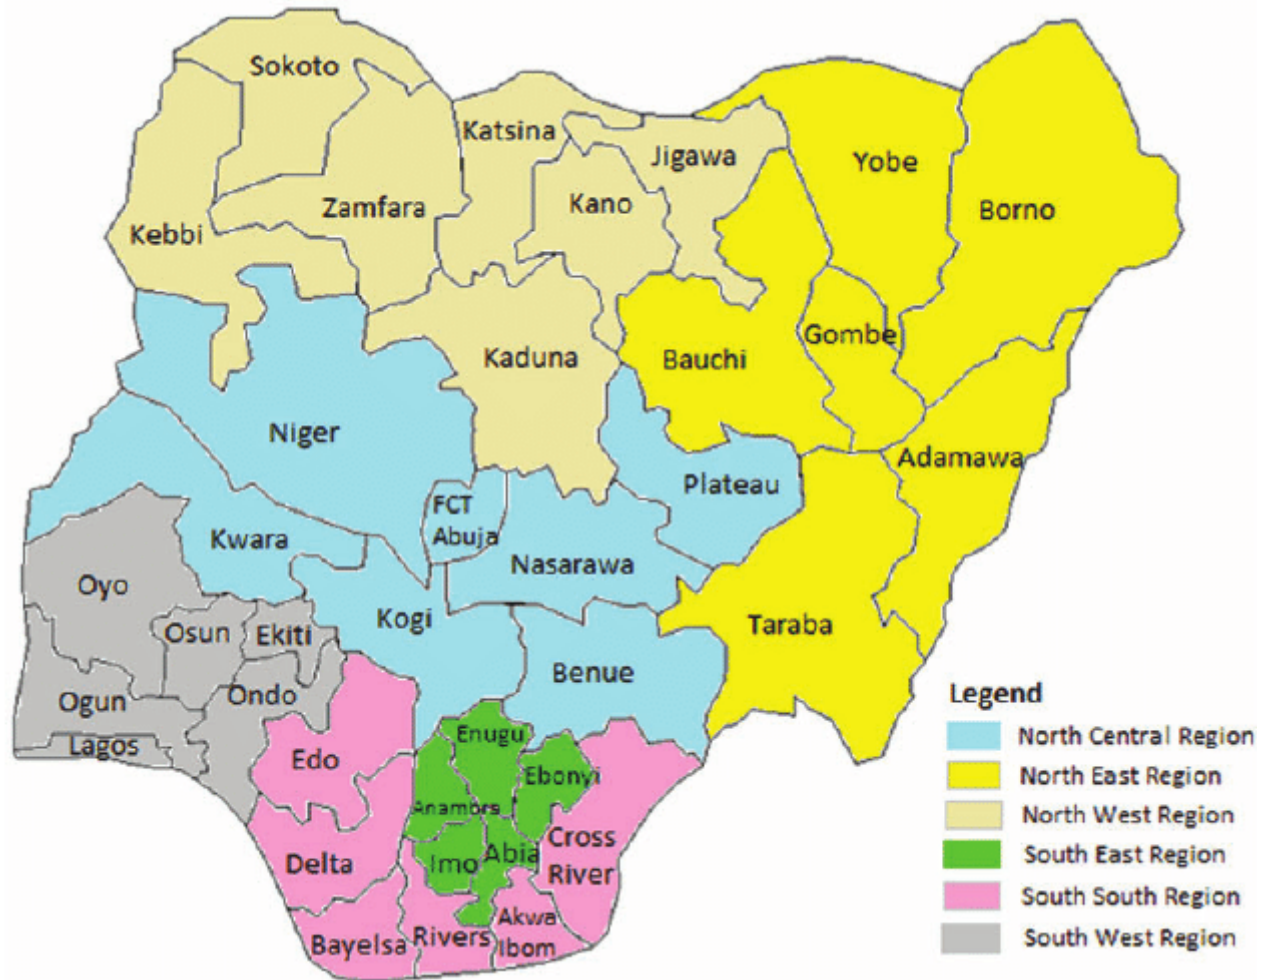 Sokoto
Katsina
Jigawa
Yobe
Borno
Kebbi
Zamfara
Kano
Kaduna
Bauchi
Gombe
Niger
Adamawa
Plateau
FCT
Abuja
Kwara
Nasarawa
Oyo
Kogi
Taraba
Osun
Ekiti
Benue
Ogun
Ondo
Lagos
Edo
Enugu
Ebonyi
Anambrs
Delta
Imo
Abia
Cross
River
Bayelsa
Rivers
Akwa
Ibom
Legend
North Central Region
North East Region
North West Region
South East Region
South South Region
South West Region